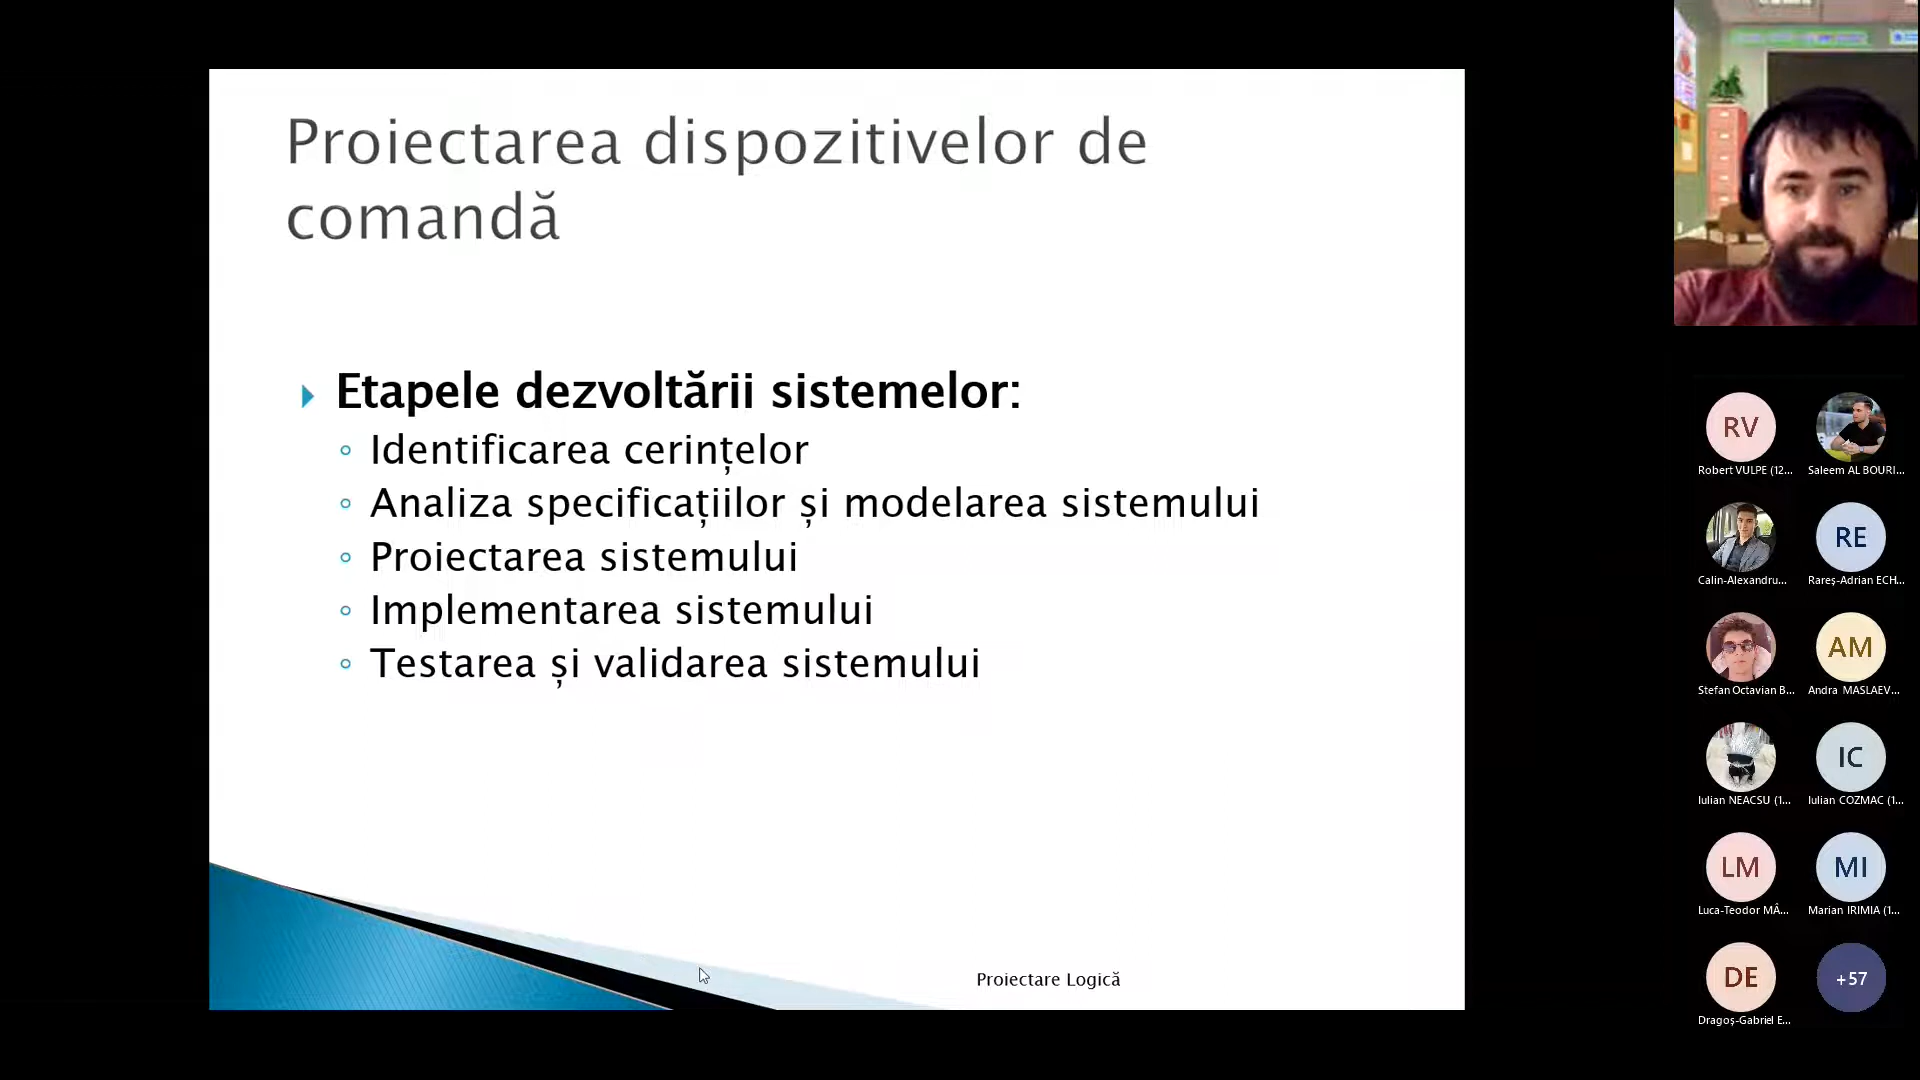 Proiectarea dispozitivelor de
comandă
Etapele dezvoltării sistemelor:
Identificarea cerințelor
Analiza specificațiilor și modelarea sistemului
Proiectarea sistemului
Implementarea sistemului
Testarea și validarea sistemului
Proiectare Logică
RV
Robert VULPE (12...
Saleem AL BOURI...
Calin-Alexandru...
RE
Rareș-Adrian ECH...
Stefan Octavian B...
AM
Andra MASLAEV...
Iulian NEACSU (1...
IC
Iulian COZMAC (1...
LM
Luca-Teodor MÂ...
MI
Marian IRIMIA (1...
DE
Dragoș-Gabriel E...
+57